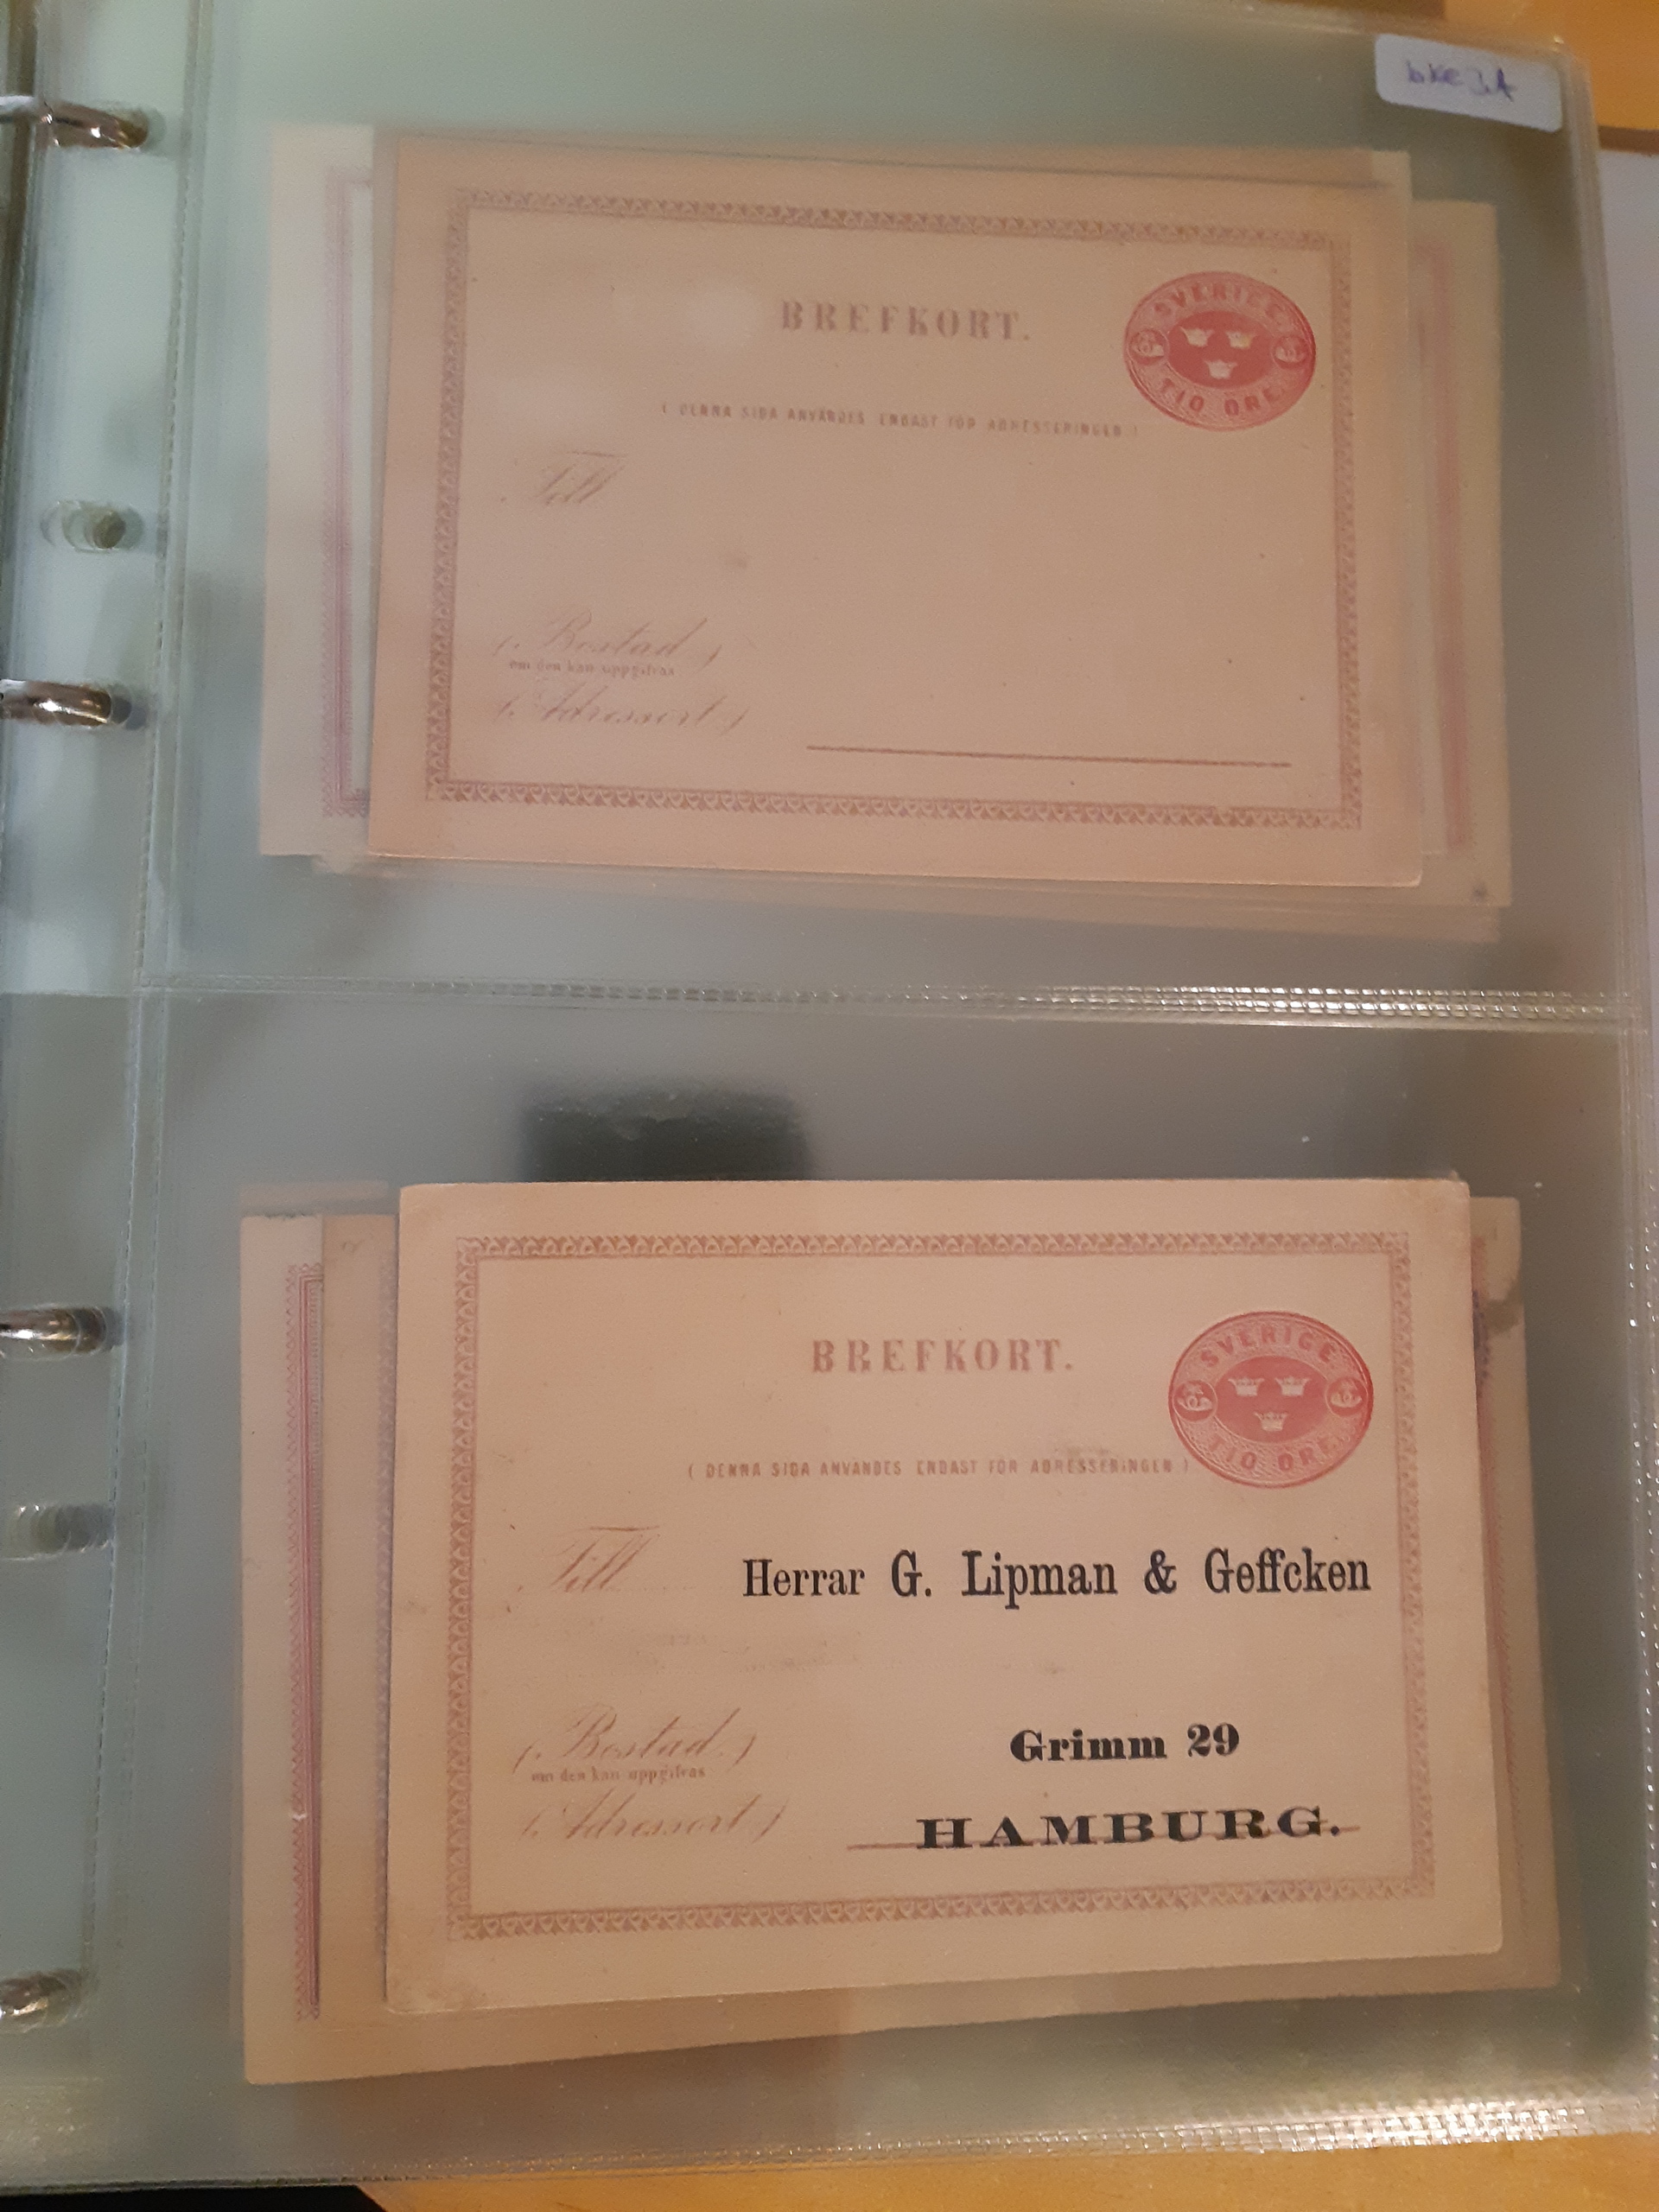 bKe 3A
BREFKORT.
SVERIGE
TIO ÖRE
( DENNA SIDA ANVÄNDES ENDAST FÖR ADRESSERINGEN )
Till
(. Bostad. )
om den kan uppgifvas
(. Adressort. )
BREFKORT.
SVERIGE
TIO ÖRE
( DENNA SIDA ANVÄNDES ENDAST FÖR ADRESSERINGEN )
Till Herrar G. Lipman & Geffcken
(. Bostad. ) Grimm 29
om den kan uppgifvas
(. Adressort. ) HAMBURG.